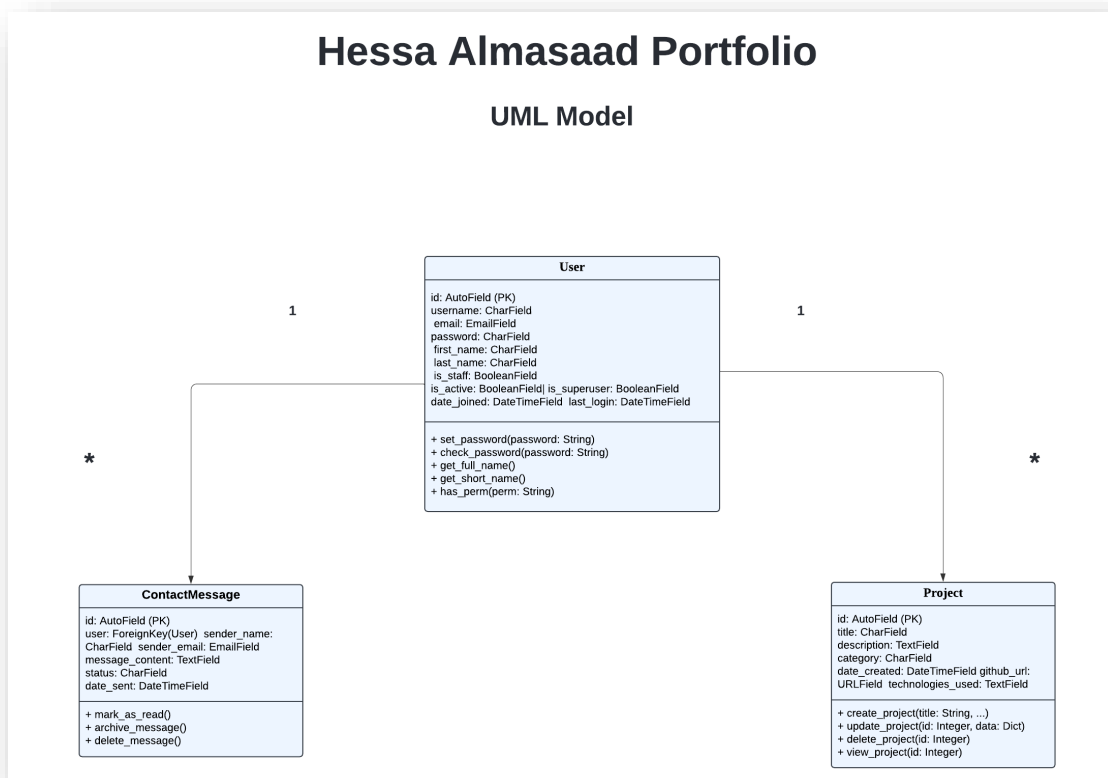 Hessa Almasaad Portfolio
UML Model
User
id: AutoField (PK)
username: CharField
email: EmailField
password: CharField
first_name: CharField
last_name: CharField
is_staff: BooleanField
is_active: BooleanField| is_superuser: BooleanField
date_joined: DateTimeField last_login: DateTimeField
+ set_password(password: String)
+ check_password(password: String)
+ get_full_name()
+ get_short_name()
+ has_perm(perm: String)
1
1
*
*
ContactMessage
id: AutoField (PK)
user: ForeignKey(User) sender_name:
CharField sender_email: EmailField
message_content: TextField
status: CharField
date_sent: DateTimeField
+ mark_as_read()
+ archive_message()
+ delete_message()
Project
id: AutoField (PK)
title: CharField
description: TextField
category: CharField
date_created: DateTimeField github_url:
URLField technologies_used: TextField
+ create_project(title: String, ...)
+ update_project(id: Integer, data: Dict)
+ delete_project(id: Integer)
+ view_project(id: Integer)